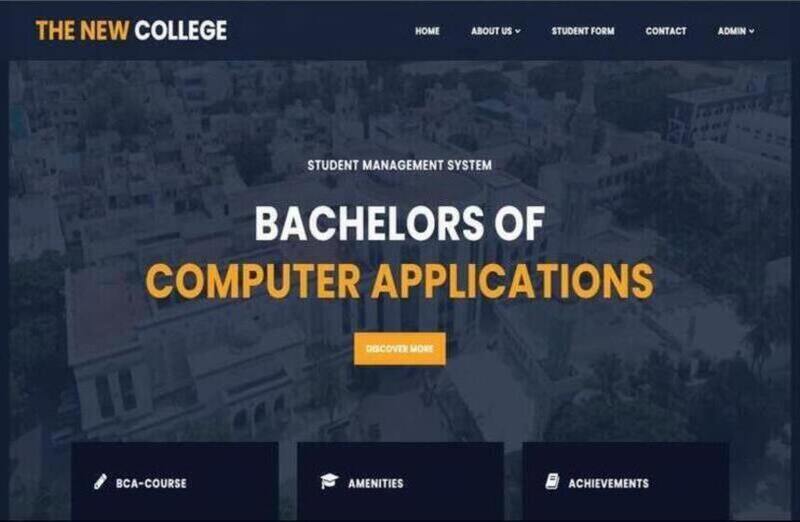 THE NEW COLLEGE
HOME ABOUT US STUDENT FORM CONTACT ADMIN
STUDENT MANAGEMENT SYSTEM
BACHELORS OF
COMPUTER APPLICATIONS
DISCOVER MORE
BCA-COURSE AMENITIES ACHIEVEMENTS